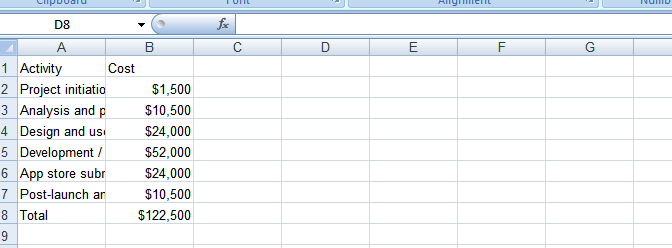 Clipboard Font Alignment Numb
D8 fx
A B C D E F G
1 Activity Cost
2 Project initiatio $1,500
3 Analysis and p $10,500
4 Design and use $24,000
5 Development / $52,000
6 App store subr $24,000
7 Post-launch an $10,500
8 Total $122,500
9